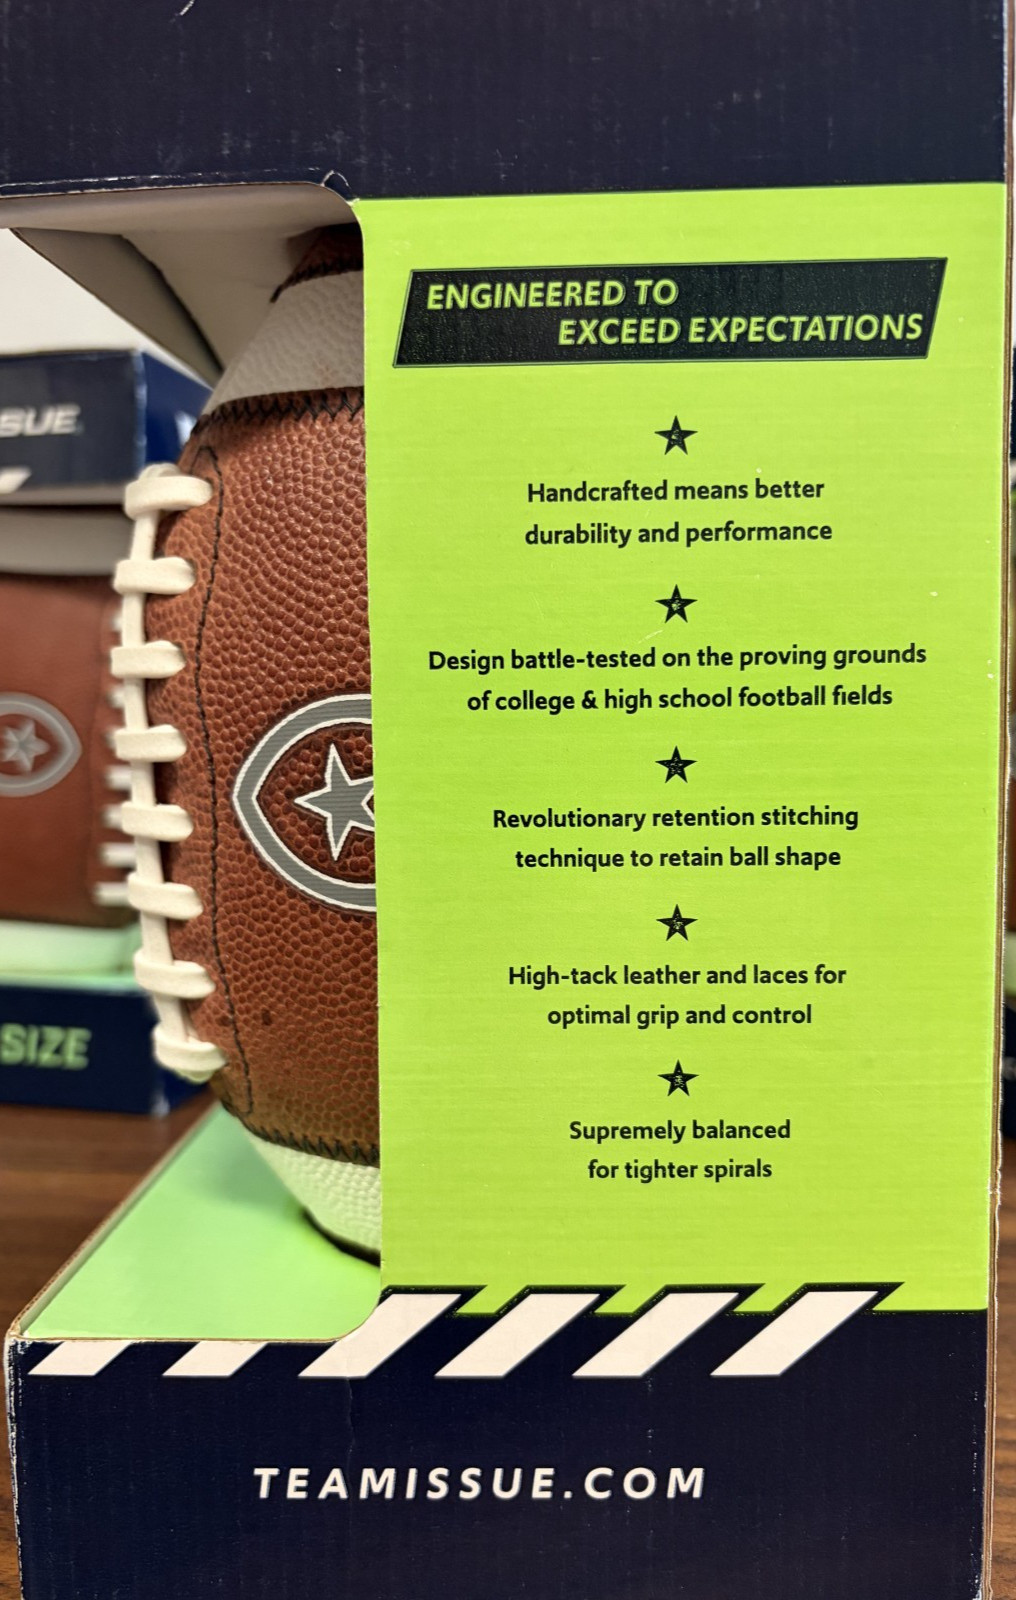 ENGINEERED TO
EXCEED EXPECTATIONS
Handcrafted means better
durability and performance
Design battle-tested on the proving grounds
of college & high school football fields
Revolutionary retention stitching
technique to retain ball shape
High-tack leather and laces for
optimal grip and control
Supremely balanced
for tighter spirals
SUE
SIZE
TEAMISSUE.COM